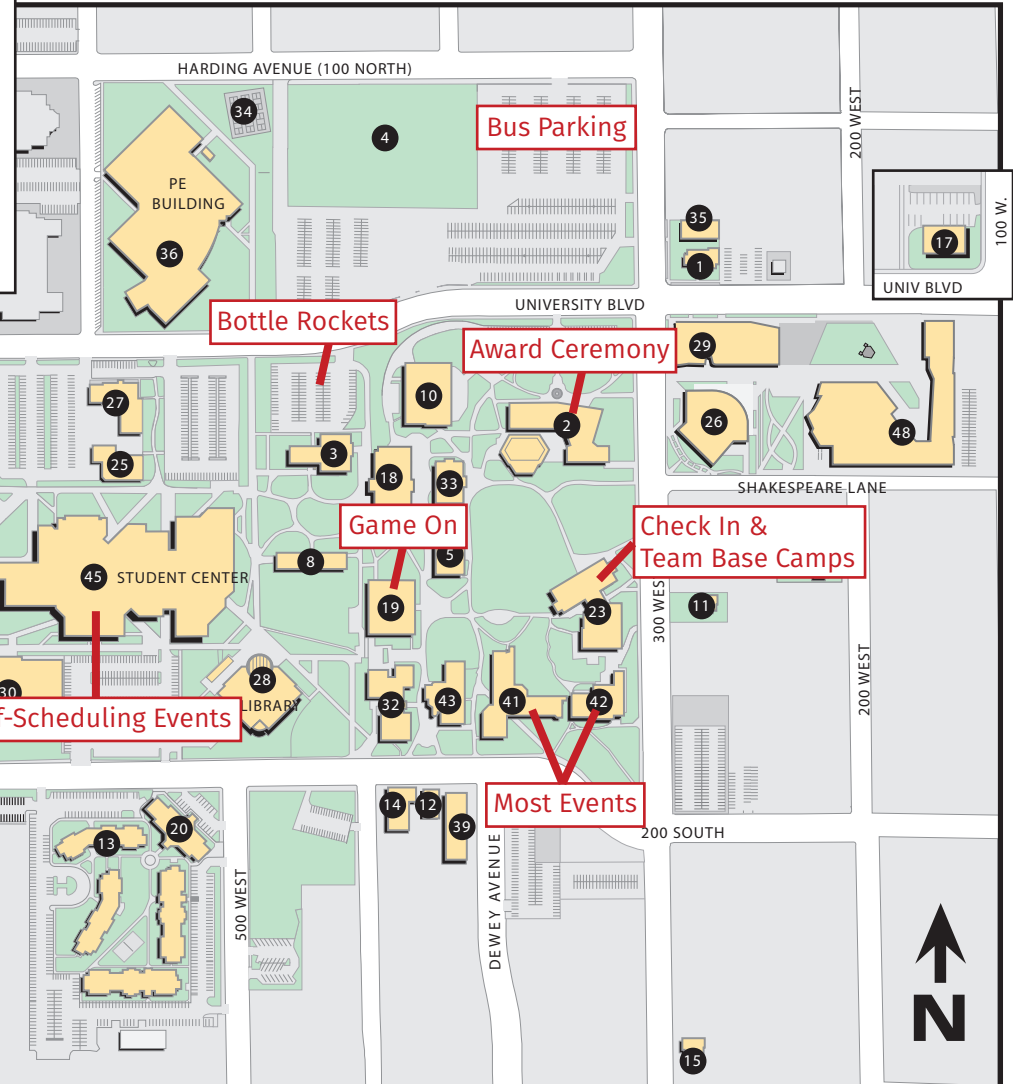 HARDING AVENUE (100 NORTH)
34
4
Bus Parking
200 WEST
PE
BUILDING
36
35
1
17
100 W.
UNIV BLVD
UNIVERSITY BLVD
Bottle Rockets
Award Ceremony
29
27
10
2
26
48
25
3
18
33
SHAKESPEARE LANE
Game On
Check In &
Team Base Camps
45
STUDENT CENTER
8
5
19
23
11
300 WEST
200 WEST
30
28
LIBRARY
32
43
41
42
f-Scheduling Events
Most Events
14
12
39
200 SOUTH
13
20
500 WEST
DEWEY AVENUE
N
15